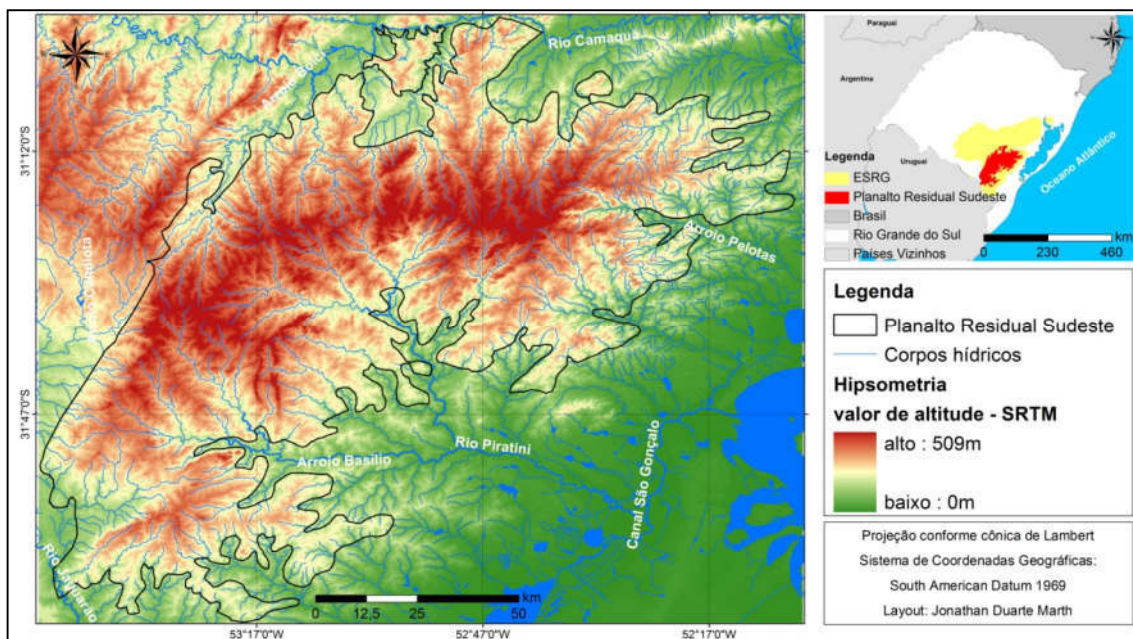 Rio Camaquã
31°12'0"S
Arroio Pelotas
31°47'0"S
Rio Piratini
Arroio Basílio
Canal São Gonçalo
km
0 12,5 25 50
53°17'0"W
52°47'0"W
52°17'0"W
Paraguai
Argentina
Uruguai
Oceano Atlântico
Legenda
ESRG
Planalto Residual Sudeste
Brasil
Rio Grande do Sul
Países Vizinhos
km
0 230 460
Legenda
Planalto Residual Sudeste
Corpos hídricos
Hipsometria
valor de altitude - SRTM
alto : 509m
baixo : 0m
Projeção conforme cônica de Lambert
Sistema de Coordenadas Geográficas:
South American Datum 1969
Layout: Jonathan Duarte Marth